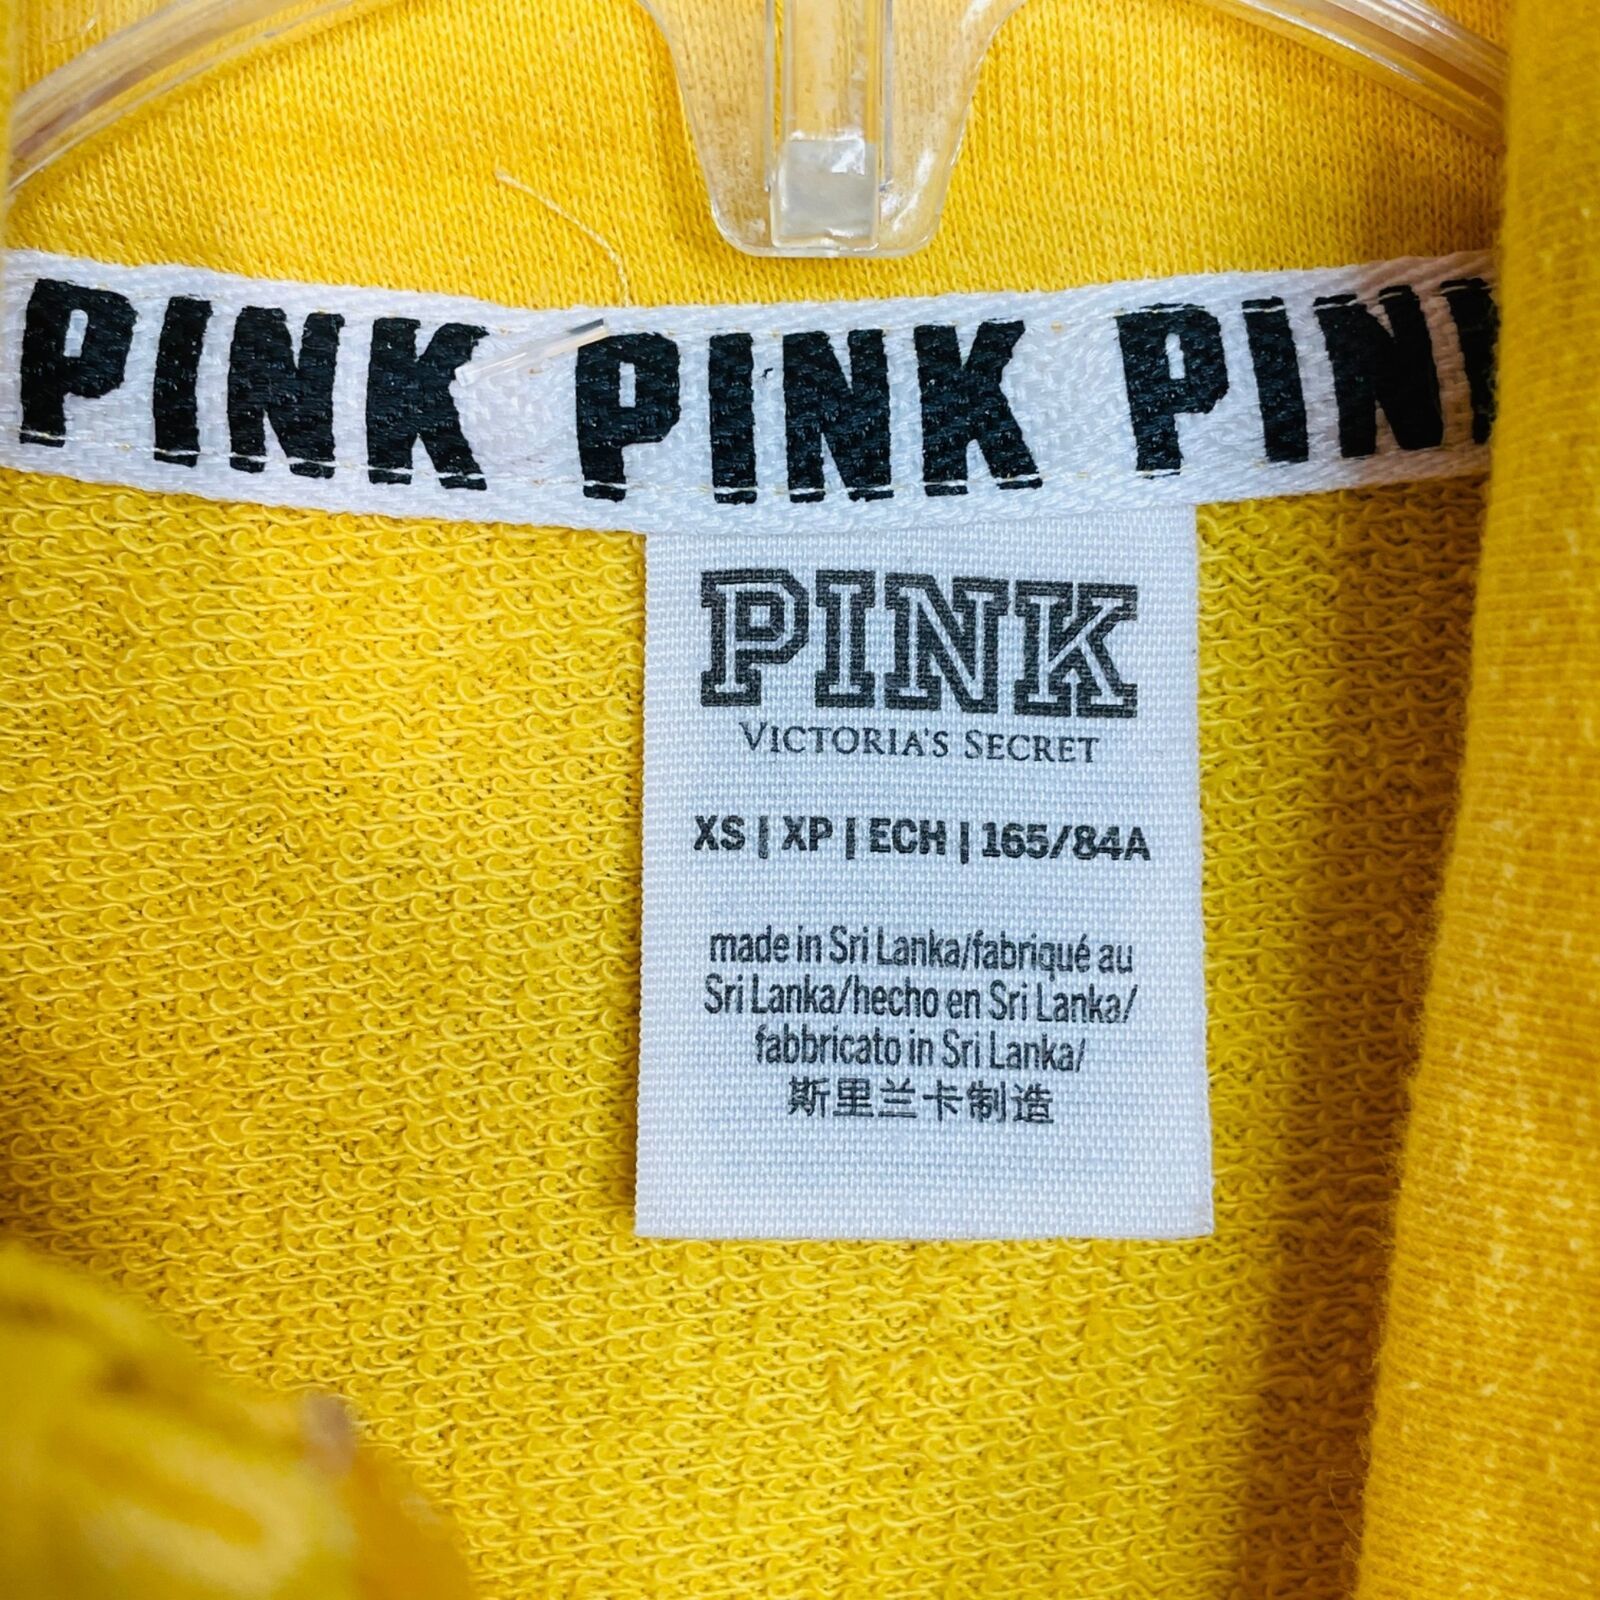 PINK PINK PINK
PINK
VICTORIA'S SECRET
XS | XP | ECH | 165/84A
made in Sri Lanka/fabriqué au
Sri Lanka/hecho en Sri Lanka/
fabbricato in Sri Lanka/
斯里兰卡制造